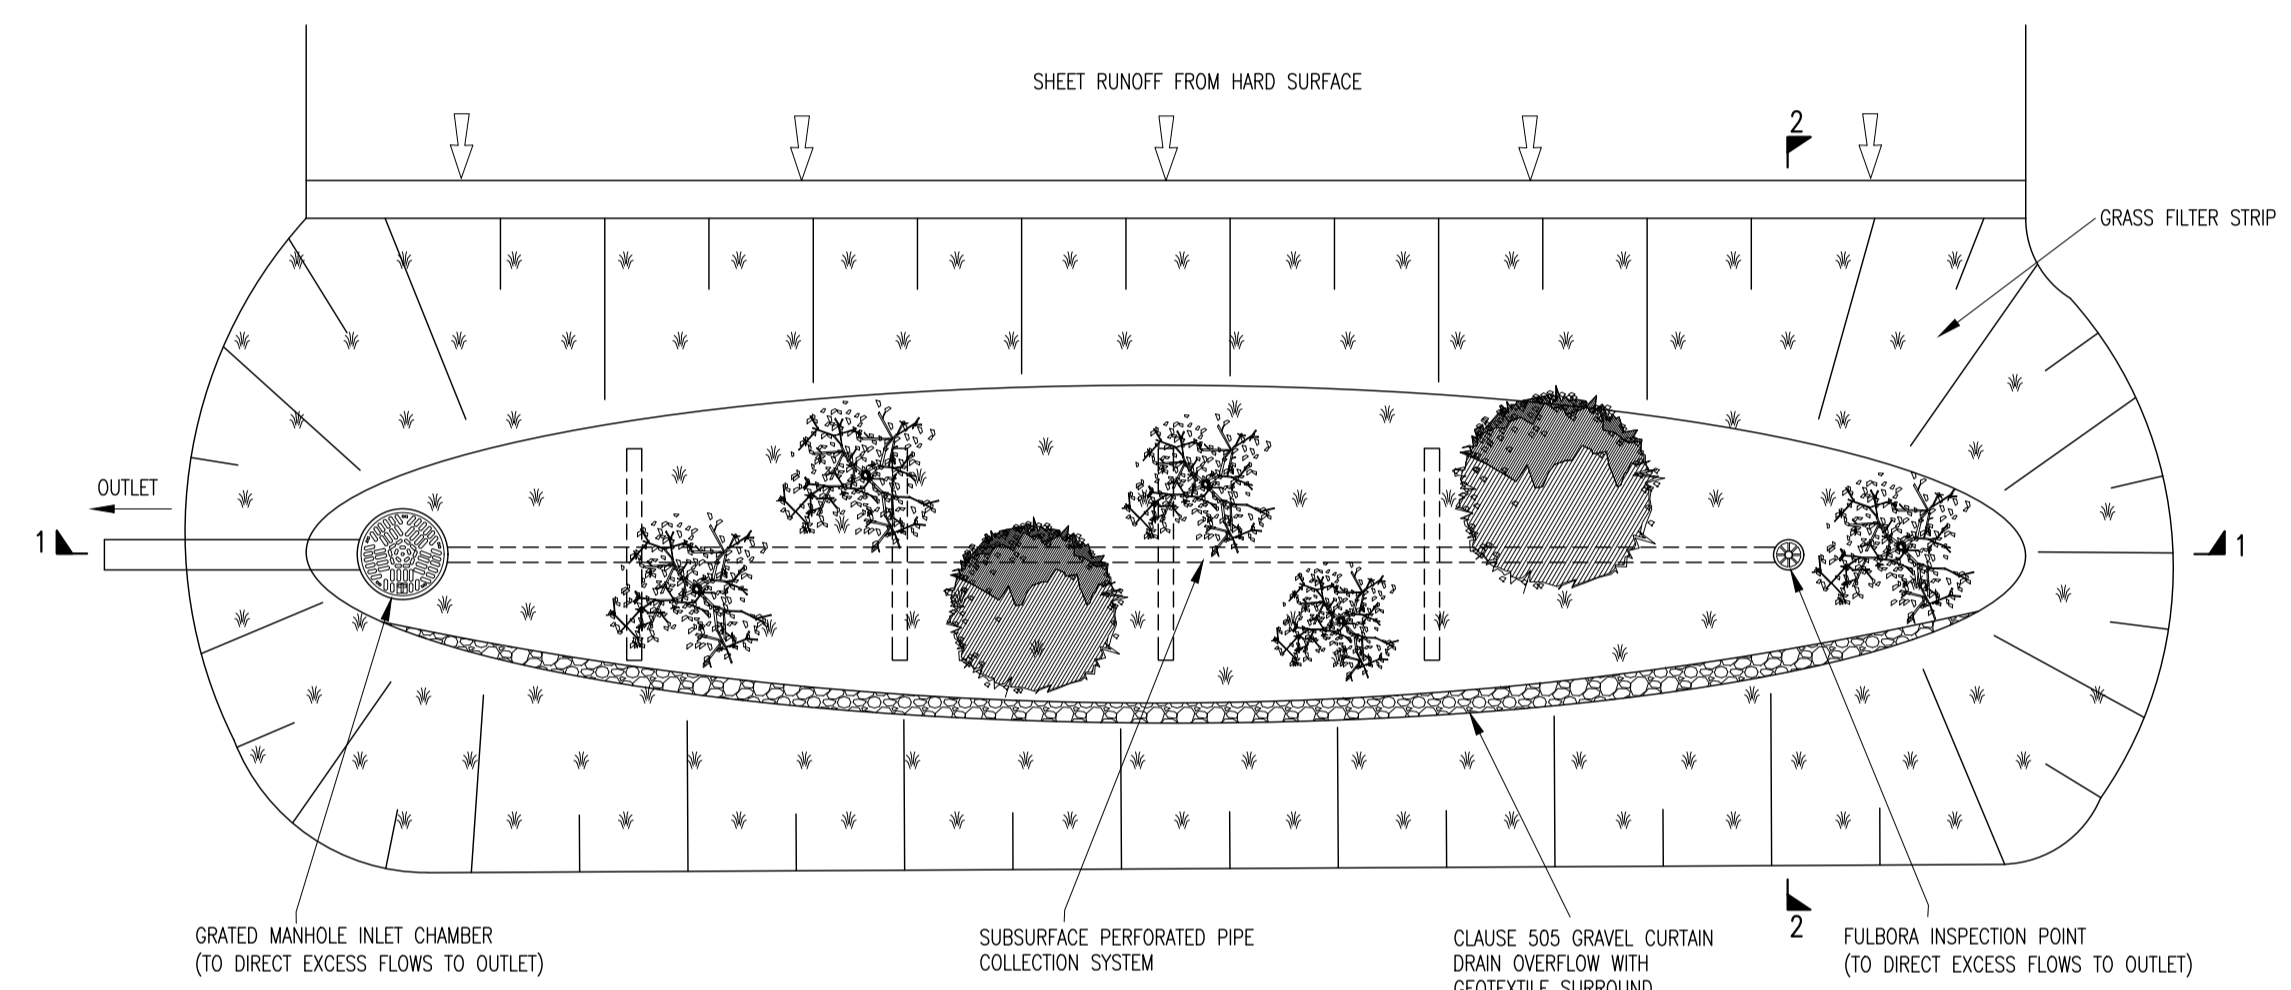 SHEET RUNOFF FROM HARD SURFACE
2
GRASS FILTER STRIP
OUTLET
1
1
GRATED MANHOLE INLET CHAMBER
(TO DIRECT EXCESS FLOWS TO OUTLET)
SUBSURFACE PERFORATED PIPE
COLLECTION SYSTEM
CLAUSE 505 GRAVEL CURTAIN
DRAIN OVERFLOW WITH
GEOTEXTILE SURROUND
2
FULBORA INSPECTION POINT
(TO DIRECT EXCESS FLOWS TO OUTLET)